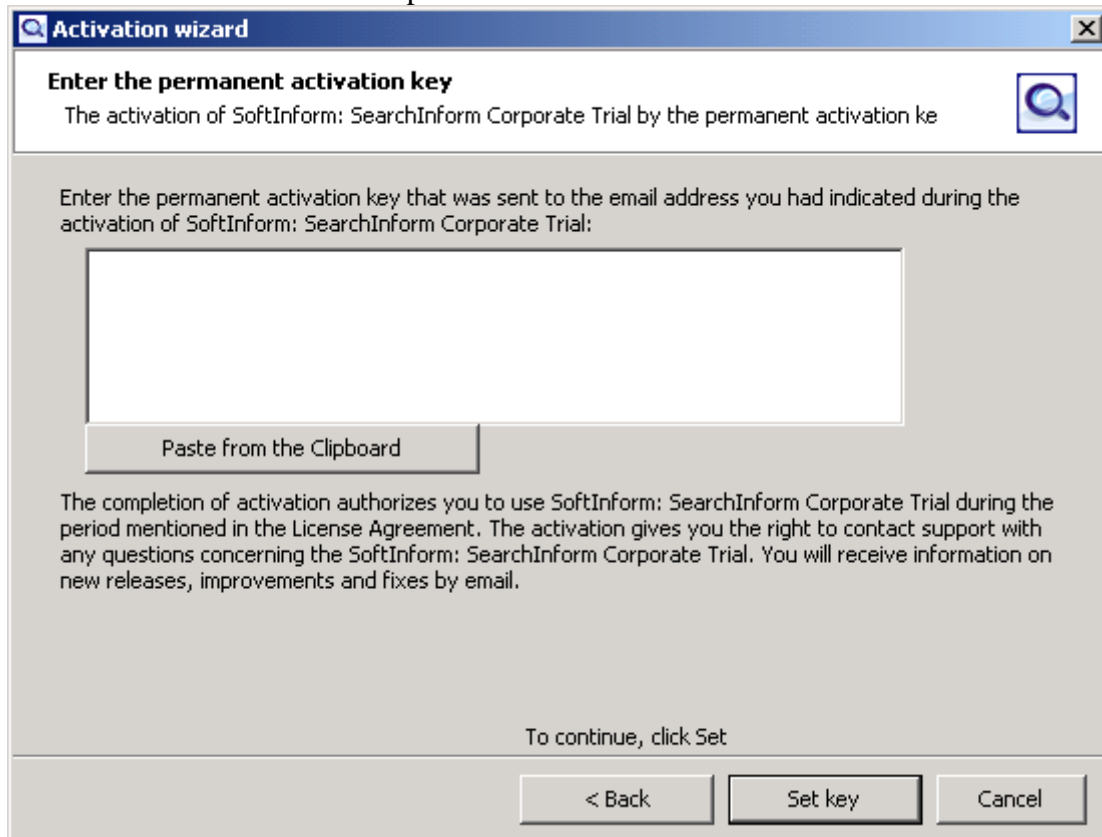 Activation wizard
Enter the permanent activation key
The activation of SoftInform: SearchInform Corporate Trial by the permanent activation ke
Enter the permanent activation key that was sent to the email address you had indicated during the
activation of SoftInform: SearchInform Corporate Trial:
Paste from the Clipboard
The completion of activation authorizes you to use SoftInform: SearchInform Corporate Trial during the
period mentioned in the License Agreement. The activation gives you the right to contact support with
any questions concerning the SoftInform: SearchInform Corporate Trial. You will receive information on
new releases, improvements and fixes by email.
To continue, click Set
< Back Set key Cancel